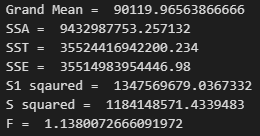 Grand Mean =  90119.96563866666
SSA =  9432987753.257132
SST =  35524416942200.234
SSE =  35514983954446.98
S1 sqaured =  1347569679.0367332
S squared =  1184148571.4339483
F =  1.1380072666091972